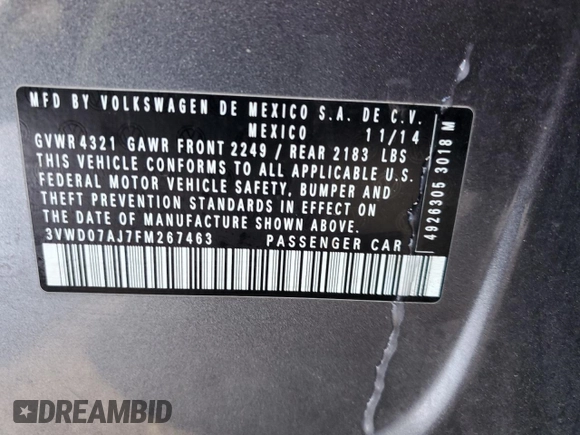 MFD BY VOLKSWAGEN DE MEXICO S.A. DE C.V.
MEXICO 11/14
GVWR 4321 GAWR FRONT 2249 / REAR 2183 LBS
THIS VEHICLE CONFORMS TO ALL APPLICABLE U.S.
FEDERAL MOTOR VEHICLE SAFETY, BUMPER AND
THEFT PREVENTION STANDARDS IN EFFECT ON
THE DATE OF MANUFACTURE SHOWN ABOVE.
3VWD07AJ7FM267463 PASSENGER CAR
4926305 3018 M
DREAMBID